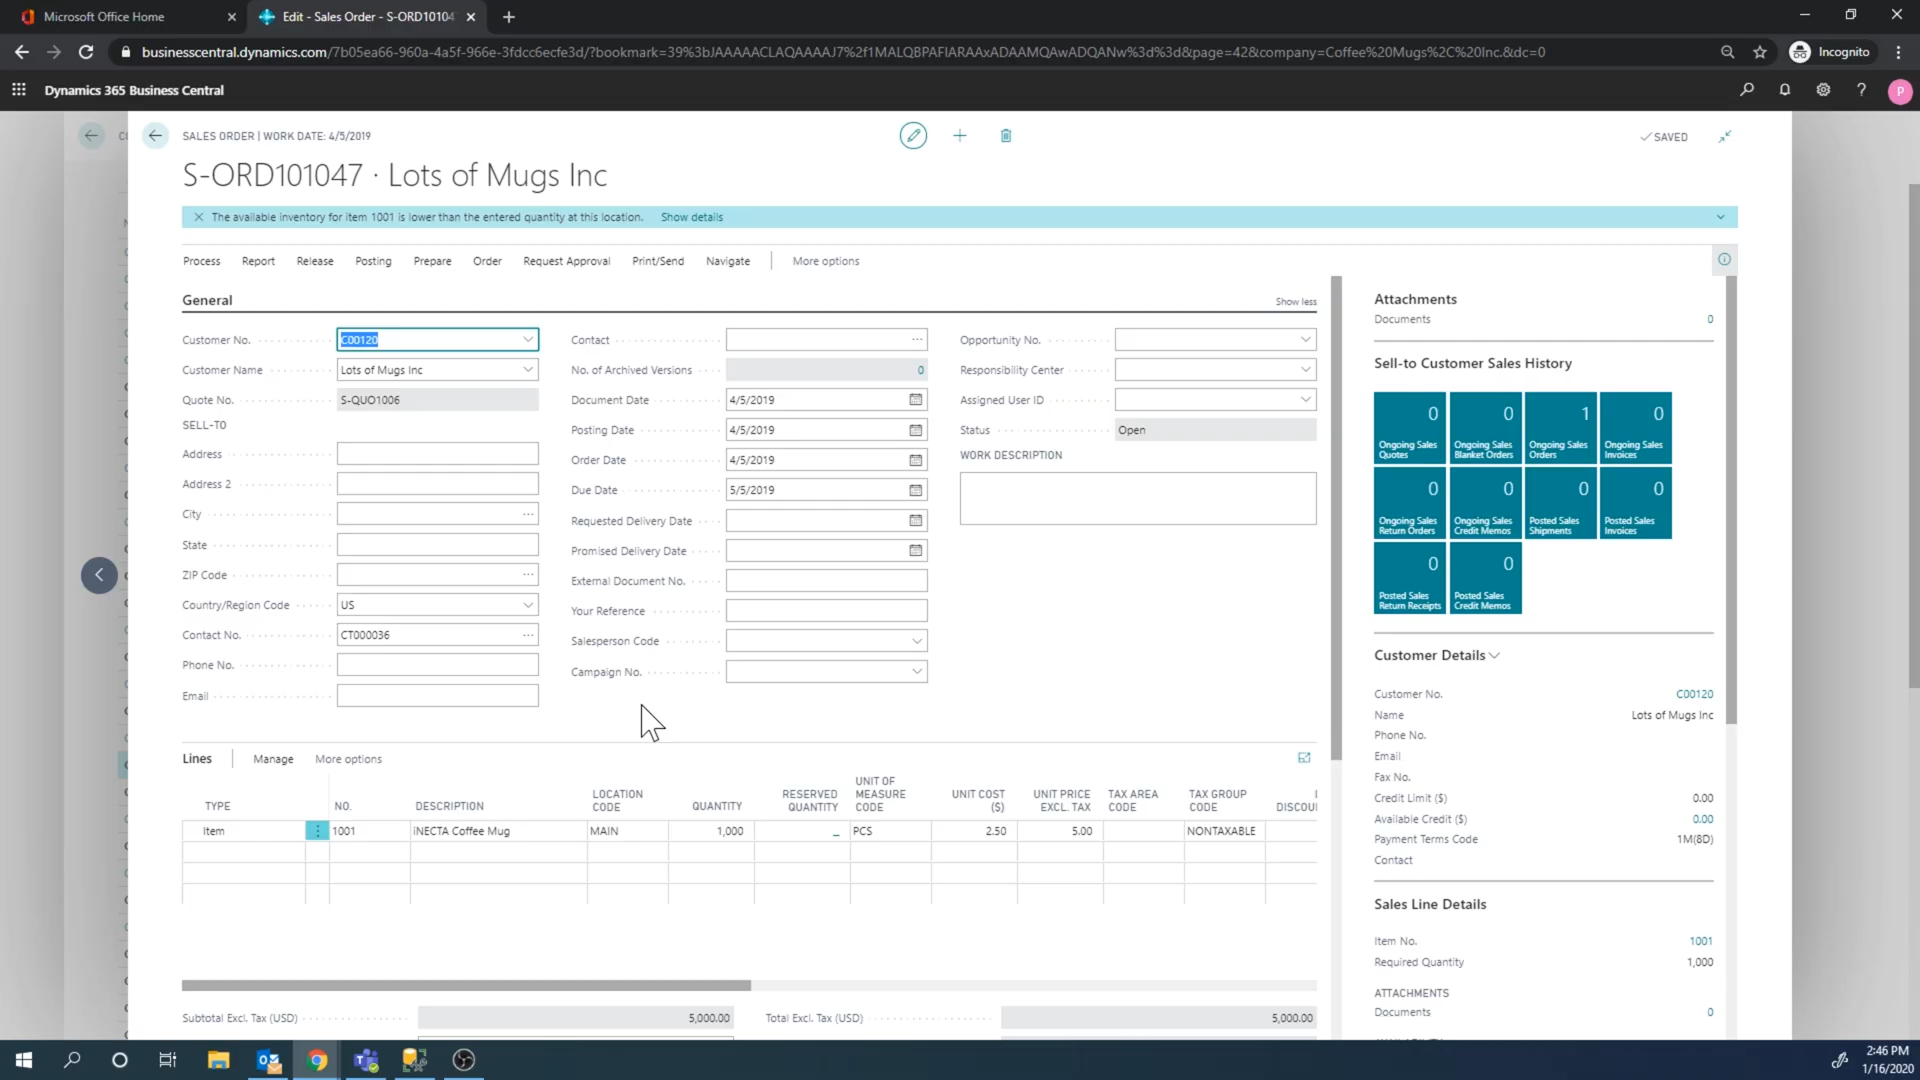 Microsoft Office Home
Edit - Sales Order - S-ORD10104
businesscentral.dynamics.com/7b05ea66-960a-4a5f-966e-3fdcc6ecfe3d/?bookmark=39%3bJAAAAACLAQAAAAJ7%2f1MALQBPAFIARAAxADAAMQAwADQANw%3d%3d&page=42&company=Coffee%20Mugs%2C%20Inc.&dc=0
Incognito
Dynamics 365 Business Central
P
SALES ORDER | WORK DATE: 4/5/2019
SAVED
S-ORD101047 · Lots of Mugs Inc
The available inventory for item 1001 is lower than the entered quantity at this location. Show details
Process Report Release Posting Prepare Order Request Approval Print/Send Navigate More options
General
Show less
Customer No. C00120
Customer Name Lots of Mugs Inc
Quote No. S-QUO1006
SELL-TO
Address
Address 2
City
State
ZIP Code
Country/Region Code US
Contact No. CT000036
Phone No.
Email
Contact
No. of Archived Versions 0
Document Date 4/5/2019
Posting Date 4/5/2019
Order Date 4/5/2019
Due Date 5/5/2019
Requested Delivery Date
Promised Delivery Date
External Document No.
Your Reference
Salesperson Code
Campaign No.
Opportunity No.
Responsibility Center
Assigned User ID
Status Open
WORK DESCRIPTION
Lines Manage More options
TYPE NO. DESCRIPTION LOCATION CODE QUANTITY RESERVED QUANTITY UNIT OF MEASURE CODE UNIT COST ($) UNIT PRICE EXCL. TAX TAX AREA CODE TAX GROUP CODE DISCOU
Item 1001 iNECTA Coffee Mug MAIN 1,000 _ PCS 2.50 5.00 NONTAXABLE
Subtotal Excl. Tax (USD) 5,000.00 Total Excl. Tax (USD) 5,000.00
Attachments
Documents 0
Sell-to Customer Sales History
0 Ongoing Sales Quotes
0 Ongoing Sales Blanket Orders
1 Ongoing Sales Orders
0 Ongoing Sales Invoices
0 Ongoing Sales Return Orders
0 Ongoing Sales Credit Memos
0 Posted Sales Shipments
0 Posted Sales Invoices
0 Posted Sales Return Receipts
0 Posted Sales Credit Memos
Customer Details
Customer No. C00120
Name Lots of Mugs Inc
Phone No.
Email
Fax No.
Credit Limit ($) 0.00
Available Credit ($) 0.00
Payment Terms Code 1M(8D)
Contact
Sales Line Details
Item No. 1001
Required Quantity 1,000
ATTACHMENTS
Documents 0
2:46 PM
1/16/2020